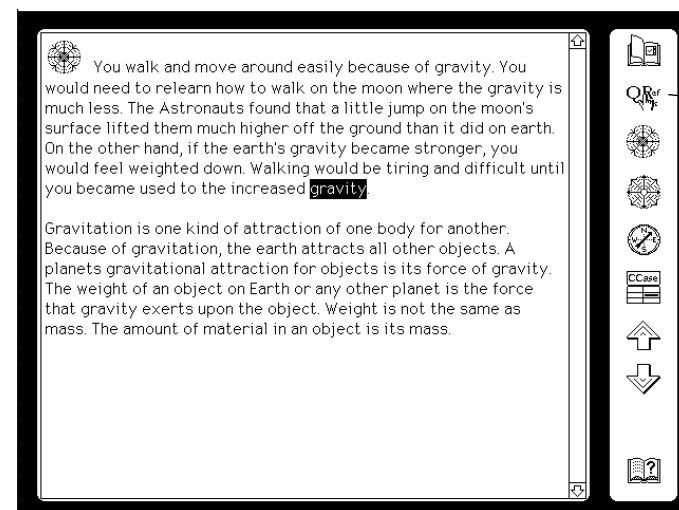 You walk and move around easily because of gravity. You
would need to relearn how to walk on the moon where the gravity is
much less. The Astronauts found that a little jump on the moon's
surface lifted them much higher off the ground than it did on earth.
On the other hand, if the earth's gravity became stronger, you
would feel weighted down. Walking would be tiring and difficult until
you became used to the increased gravity.
Gravitation is one kind of attraction of one body for another.
Because of gravitation, the earth attracts all other objects. A
planets gravitational attraction for objects is its force of gravity.
The weight of an object on Earth or any other planet is the force
that gravity exerts upon the object. Weight is not the same as
mass. The amount of material in an object is its mass.
CCase
?